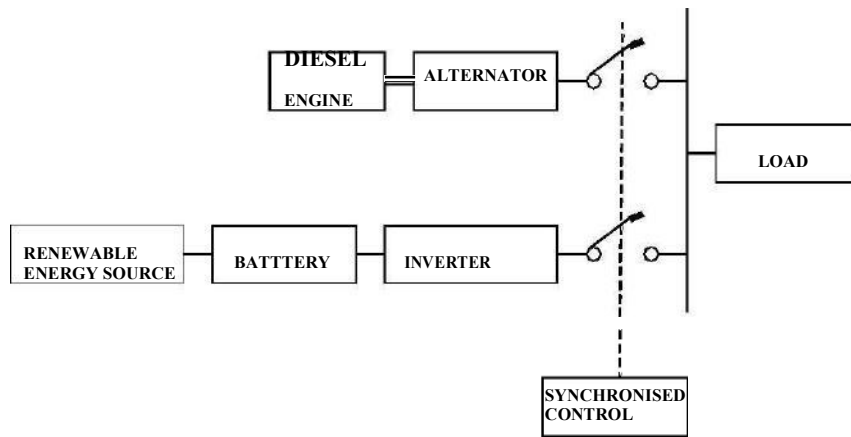 DIESEL
ENGINE
ALTERNATOR
LOAD
RENEWABLE
ENERGY SOURCE
BATTTERY
INVERTER
SYNCHRONISED
CONTROL